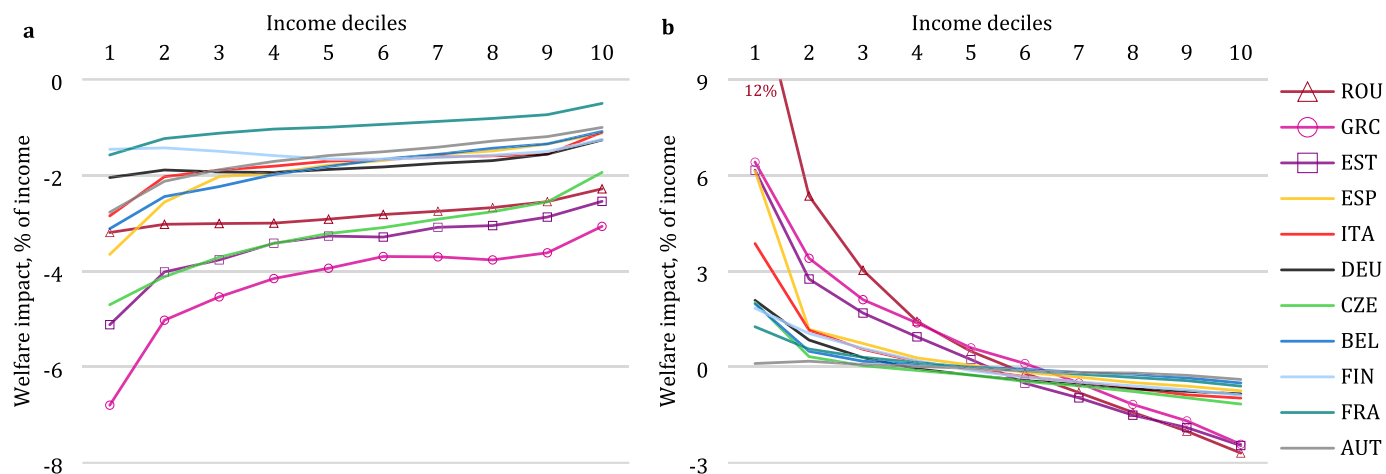 a
Income deciles
1 2 3 4 5 6 7 8 9 10
0
-2
-4
-6
-8
Welfare impact, % of income
b
Income deciles
1 2 3 4 5 6 7 8 9 10
9
6
3
0
-3
Welfare impact, % of income
12%
ROU
GRC
EST
ESP
ITA
DEU
CZE
BEL
FIN
FRA
AUT